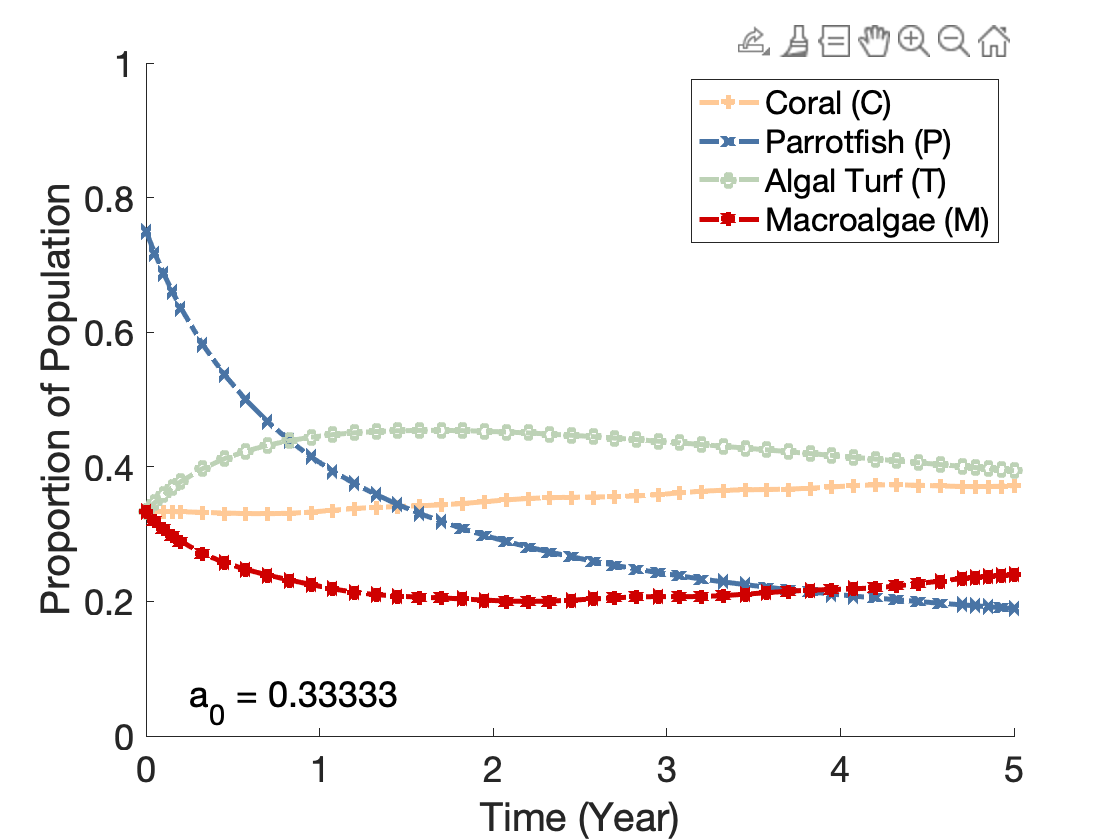 Coral (C)
Parrotfish (P)
Algal Turf (T)
Macroalgae (M)
Proportion of Population
1
0.8
0.6
0.4
0.2
0
a0 = 0.33333
0 1 2 3 4 5
Time (Year)